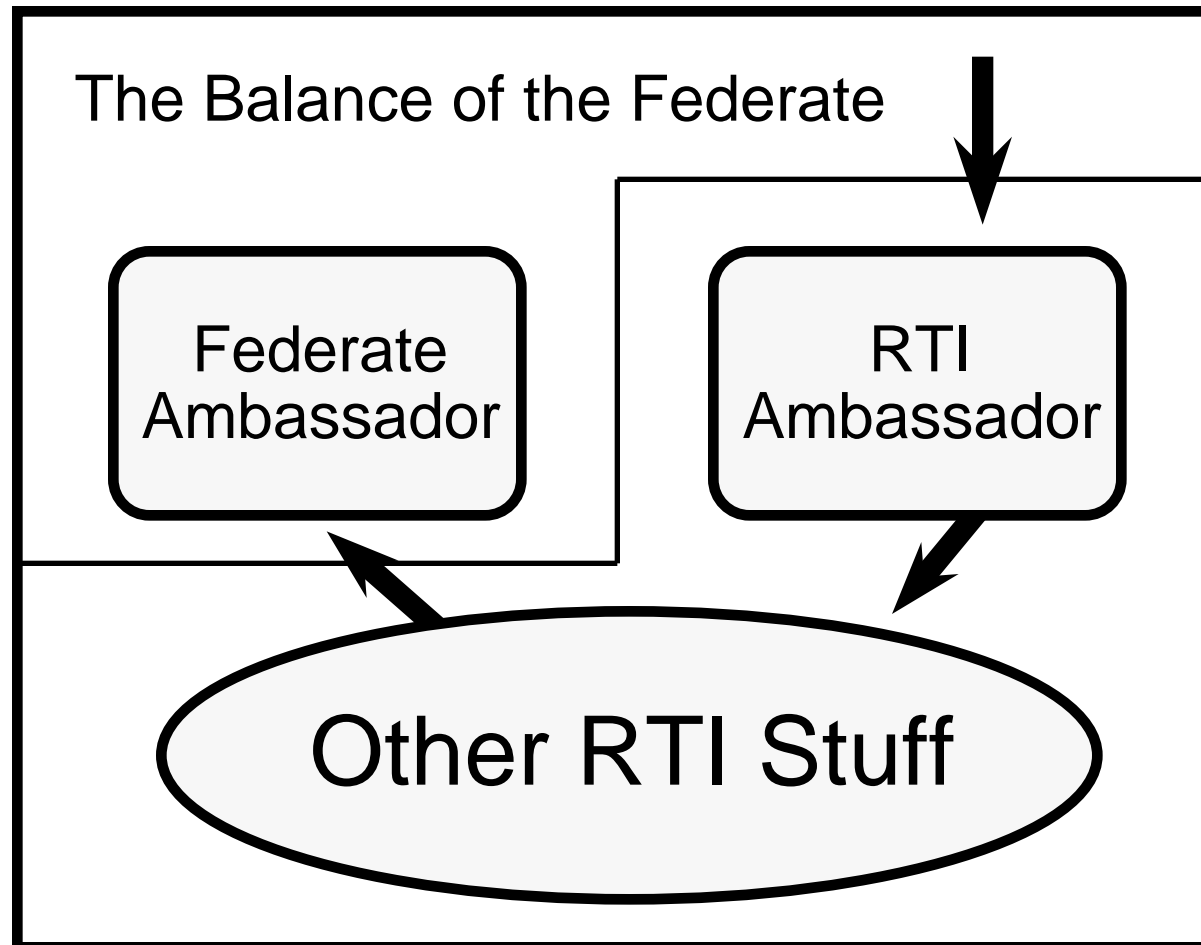 The Balance of the Federate
Federate
Ambassador
RTI
Ambassador
Other RTI Stuff